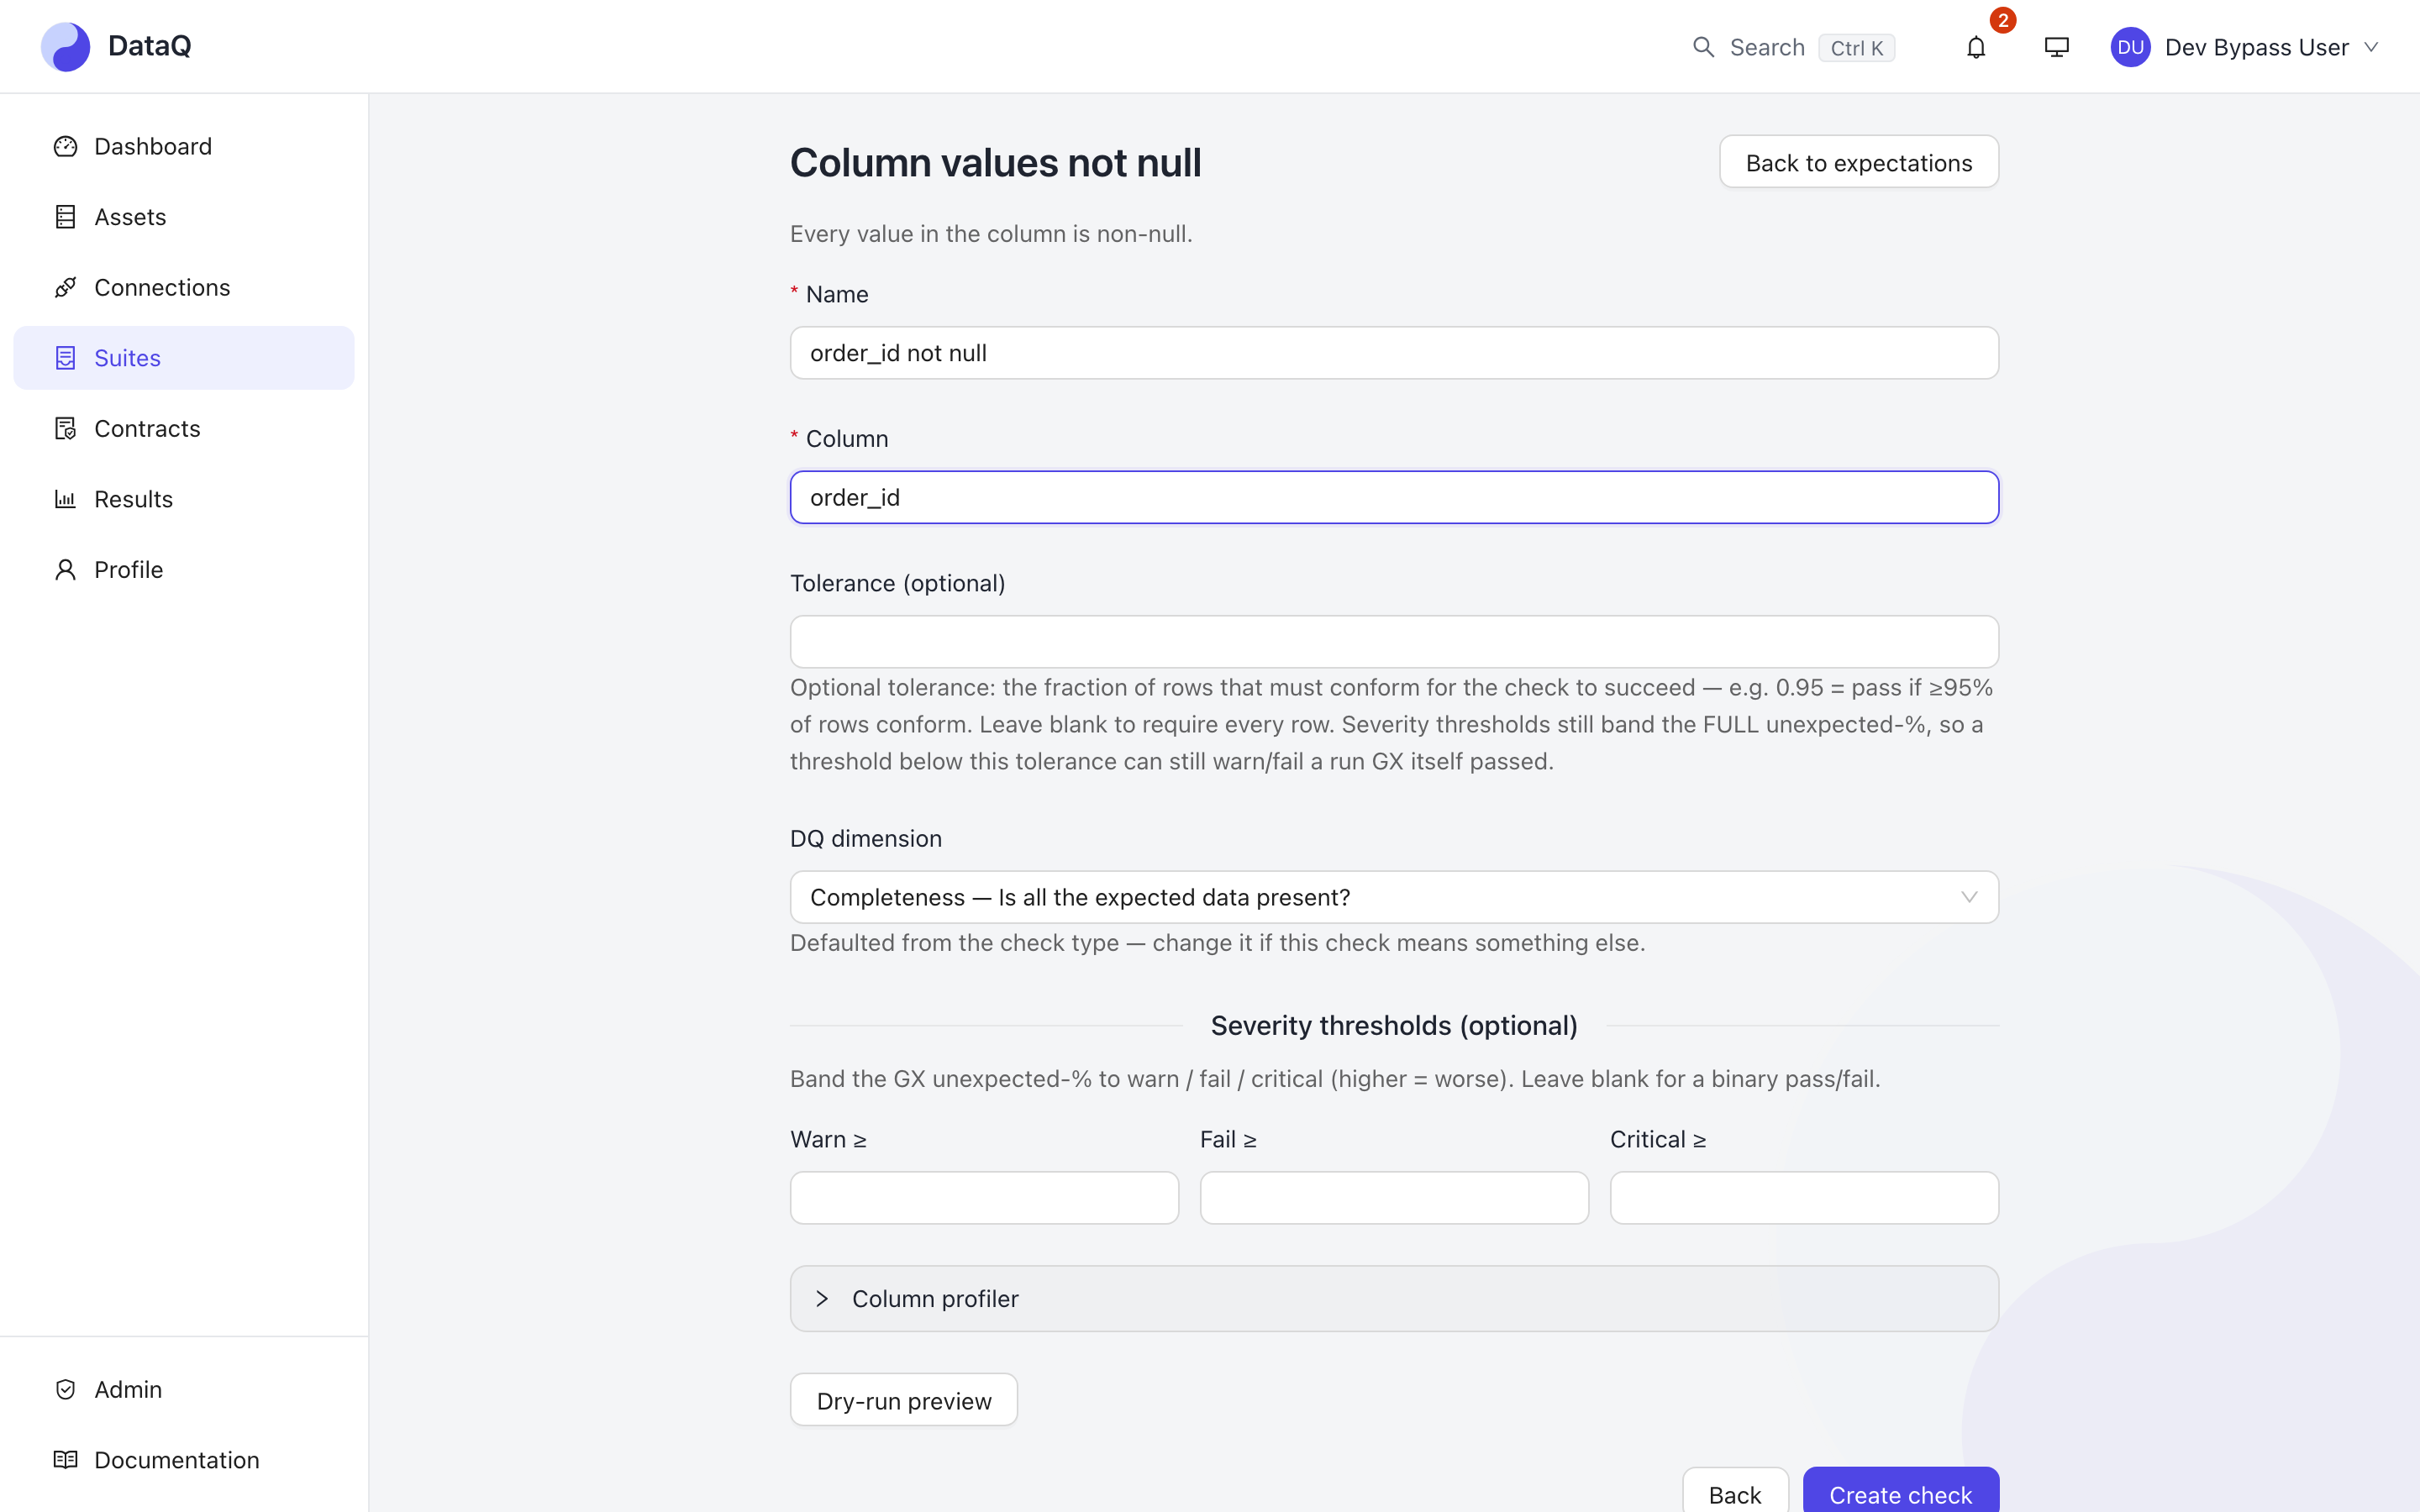 DataQ
Search Ctrl K
2
DU Dev Bypass User
Dashboard
Assets
Connections
Suites
Contracts
Results
Profile
Admin
Documentation
Column values not null
Back to expectations
Every value in the column is non-null.
* Name
order_id not null
* Column
order_id
Tolerance (optional)
Optional tolerance: the fraction of rows that must conform for the check to succeed — e.g. 0.95 = pass if ≥95%
of rows conform. Leave blank to require every row. Severity thresholds still band the FULL unexpected-%, so a
threshold below this tolerance can still warn/fail a run GX itself passed.
DQ dimension
Completeness — Is all the expected data present?
Defaulted from the check type — change it if this check means something else.
Severity thresholds (optional)
Band the GX unexpected-% to warn / fail / critical (higher = worse). Leave blank for a binary pass/fail.
Warn ≥
Fail ≥
Critical ≥
Column profiler
Dry-run preview
Back
Create check